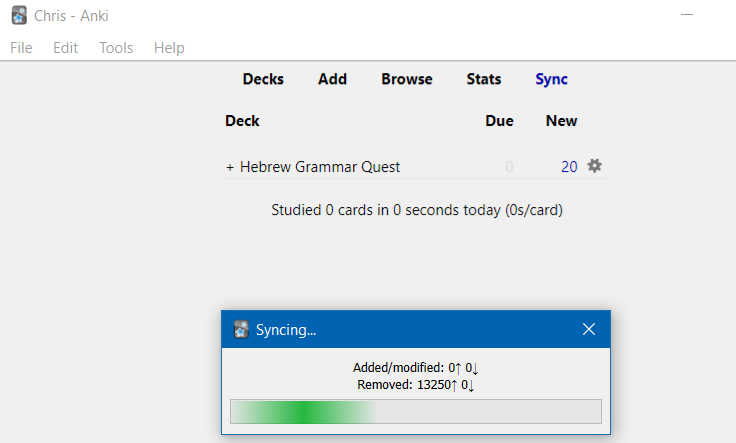 Chris - Anki
File Edit Tools Help
Decks Add Browse Stats Sync
Deck Due New
+ Hebrew Grammar Quest 0 20
Studied 0 cards in 0 seconds today (0s/card)
Syncing...
Added/modified: 0↑ 0↓
Removed: 13250↑ 0↓